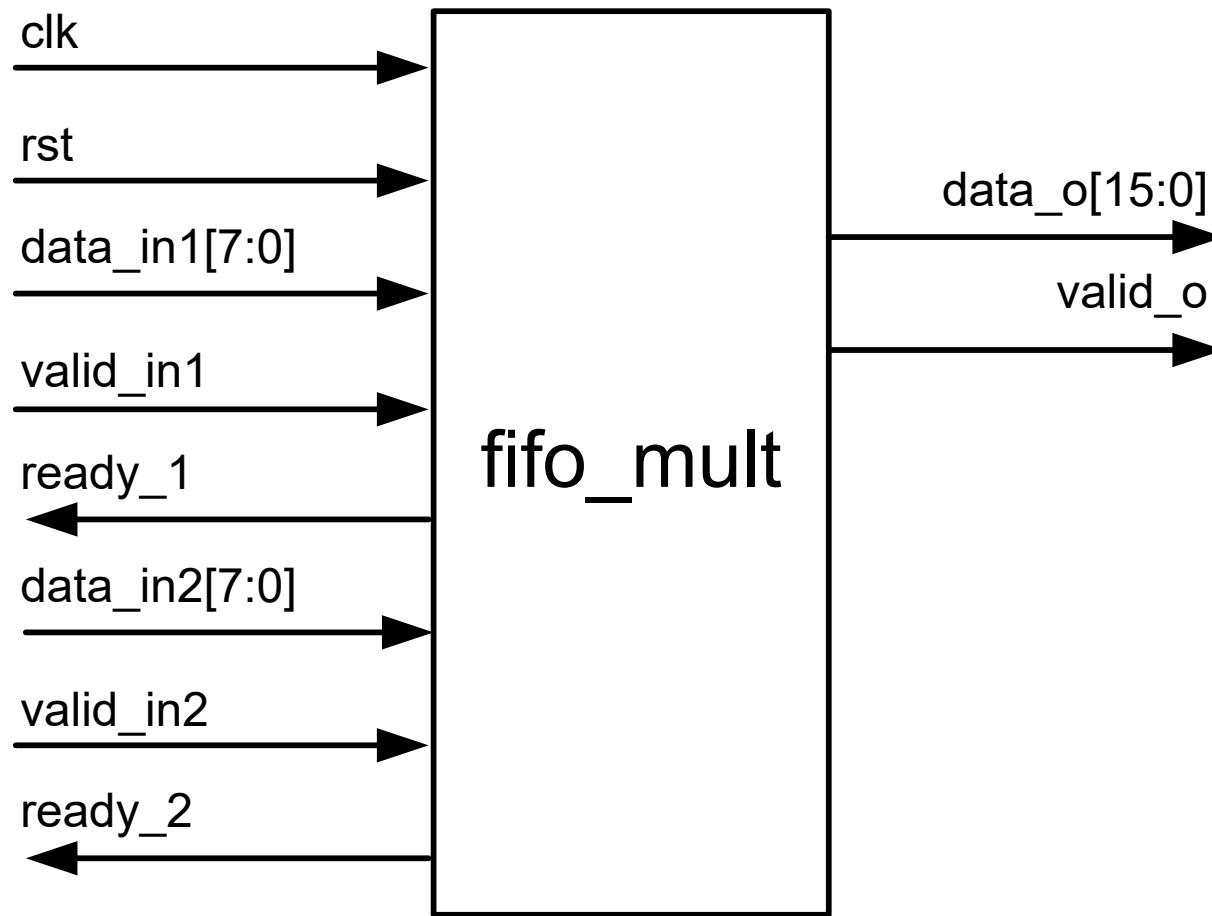 clk
rst
data_in1[7:0]
valid_in1
ready_1
data_in2[7:0]
valid_in2
ready_2
fifo_mult
data_o[15:0]
valid_o